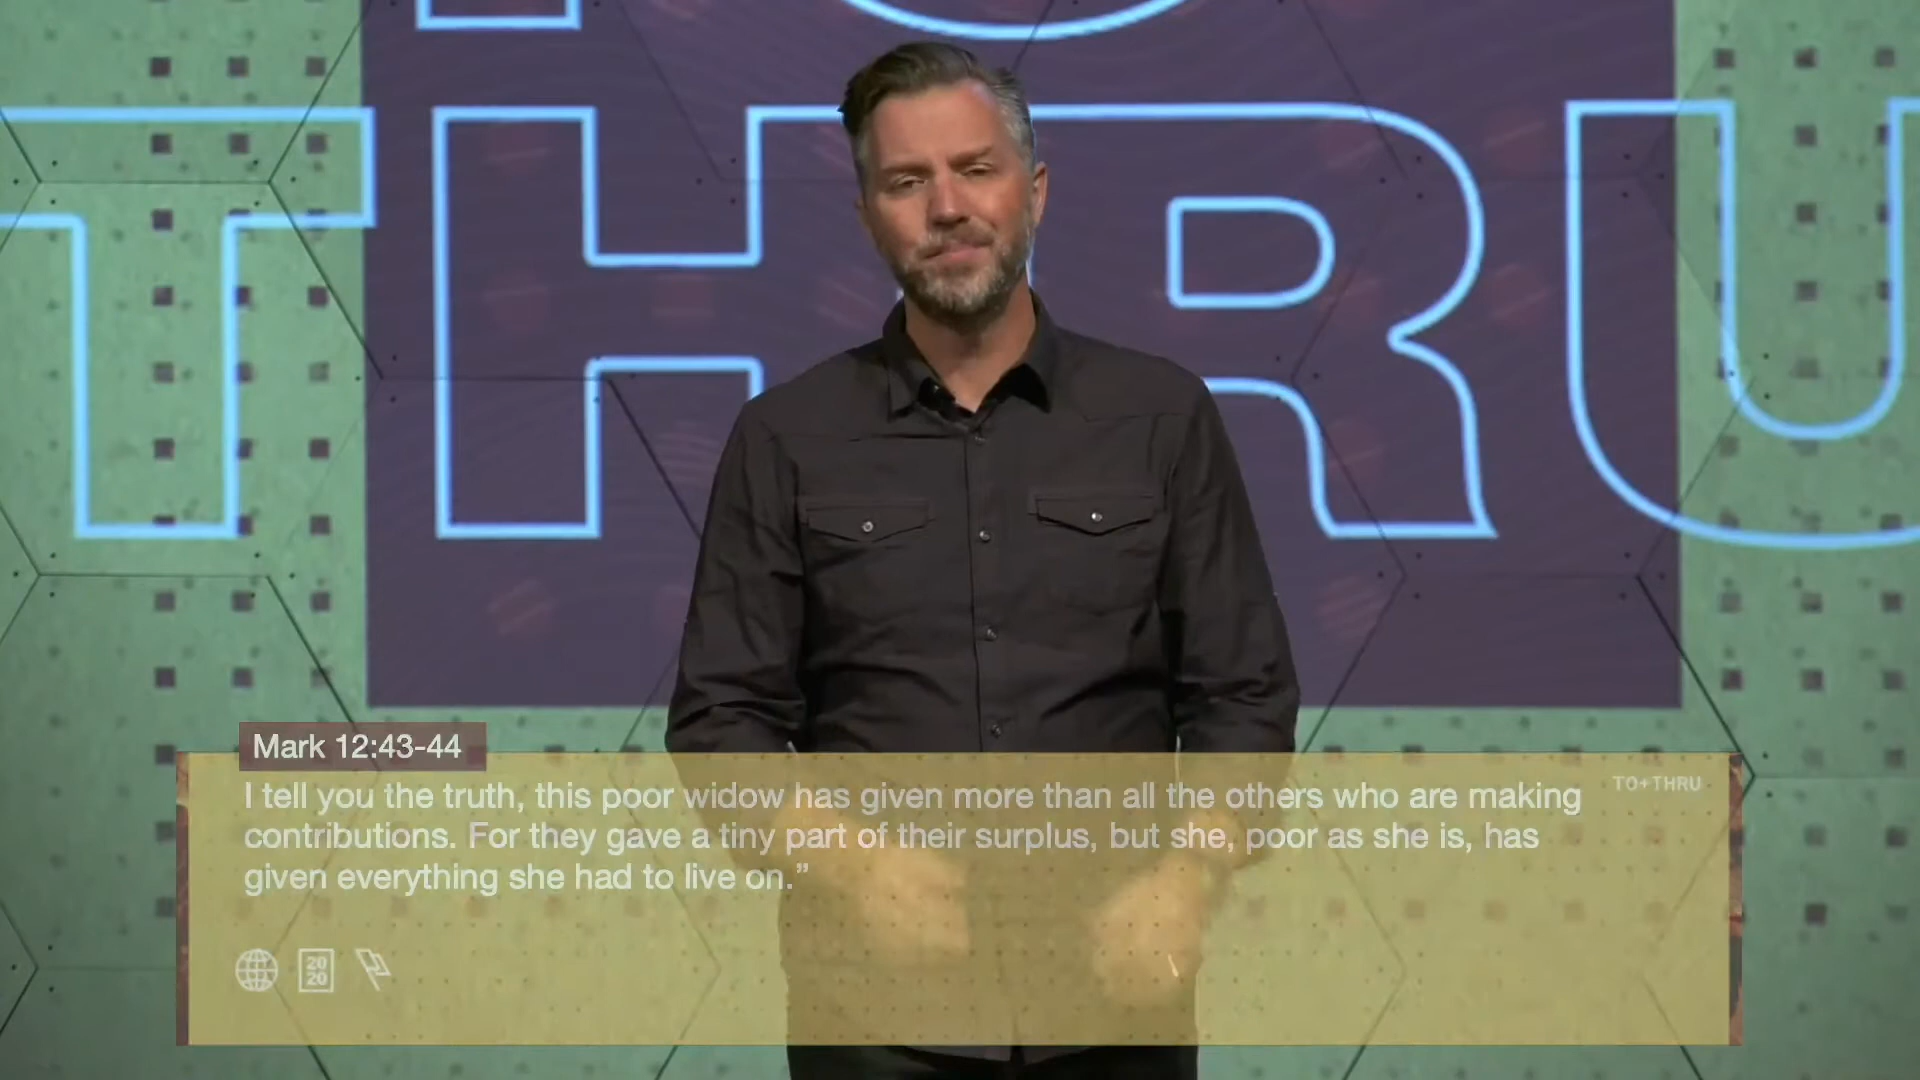 THRU
Mark 12:43-44
TO+THRU
I tell you the truth, this poor widow has given more than all the others who are making
contributions. For they gave a tiny part of their surplus, but she, poor as she is, has
given everything she had to live on.”
20
20